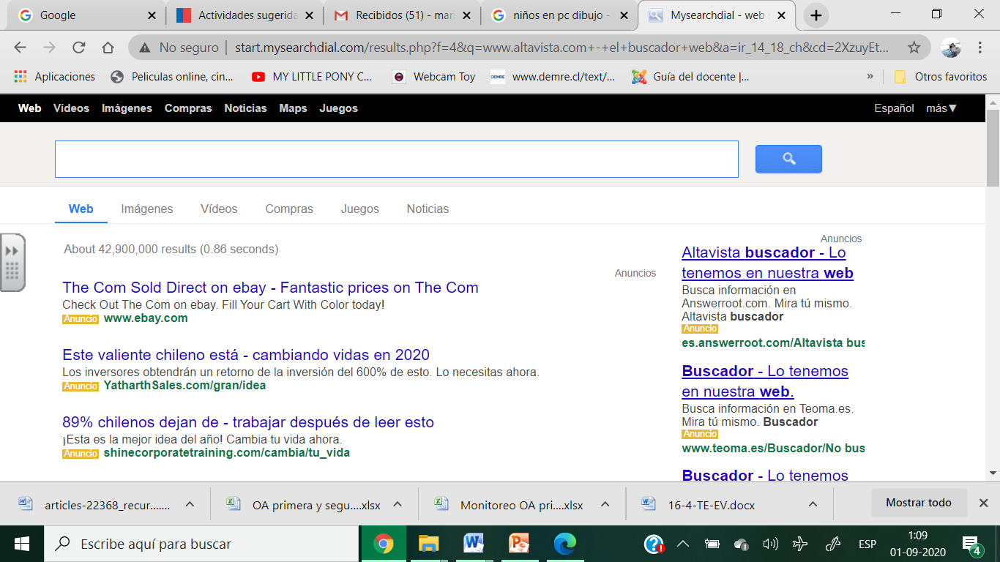 Google
Actividades sugerida
Recibidos (51) - mari
niños en pc dibujo -
Mysearchdial - web s
No seguro | start.mysearchdial.com/results.php?f=4&q=www.altavista.com+-+el+buscador+web&a=ir_14_18_ch&cd=2XzuyEt...
Aplicaciones
Peliculas online, cin...
MY LITTLE PONY C...
Webcam Toy
DEMRE www.demre.cl/text/...
Guía del docente |...
»
Otros favoritos
Web Vídeos Imágenes Compras Noticias Maps Juegos
Español más▼
Web Imágenes Vídeos Compras Juegos Noticias
About 42,900,000 results (0.86 seconds)
Anuncios
The Com Sold Direct on ebay - Fantastic prices on The Com
Check Out The Com on ebay. Fill Your Cart With Color today!
Anuncio www.ebay.com
Este valiente chileno está - cambiando vidas en 2020
Los inversores obtendrán un retorno de la inversión del 600% de esto. Lo necesitas ahora.
Anuncio YatharthSales.com/gran/idea
89% chilenos dejan de - trabajar después de leer esto
¡Esta es la mejor idea del año! Cambia tu vida ahora.
Anuncio shinecorporatetraining.com/cambia/tu_vida
Anuncios
Altavista buscador - Lo
tenemos en nuestra web
Busca información en
Answerroot.com. Mira tú mismo.
Altavista buscador
Anuncio
es.answerroot.com/Altavista bus
Buscador - Lo tenemos
en nuestra web.
Busca información en Teoma.es.
Mira tú mismo. Buscador
Anuncio
www.teoma.es/Buscador/No bus
Buscador - Lo tenemos
articles-22368_recur.......
OA primera y segu....xlsx
Monitoreo OA pri....xlsx
16-4-TE-EV.docx
Mostrar todo
Escribe aquí para buscar
ESP
1:09
01-09-2020
4